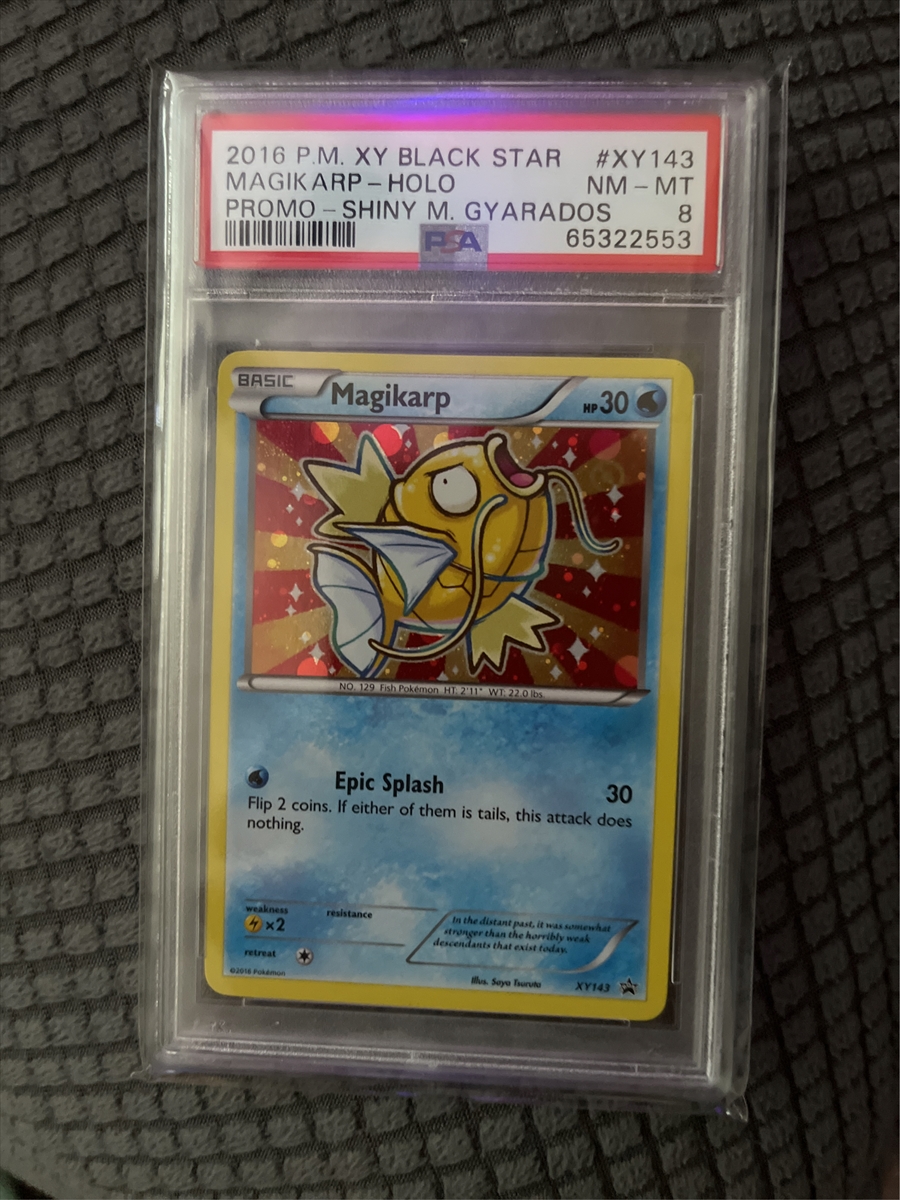 2016 P.M. XY BLACK STAR #XY143
MAGIKARP-HOLO NM-MT
PROMO-SHINY M. GYARADOS 8
PSA 65322553
BASIC Magikarp HP 30
NO. 129 Fish Pokémon HT: 2'11" WT: 22.0 lbs.
Epic Splash 30
Flip 2 coins. If either of them is tails, this attack does
nothing.
weakness resistance
×2
retreat
In the distant past, it was somewhat
stronger than the horribly weak
descendants that exist today.
©2016 Pokémon
Illus. Saya Tsuruta XY143